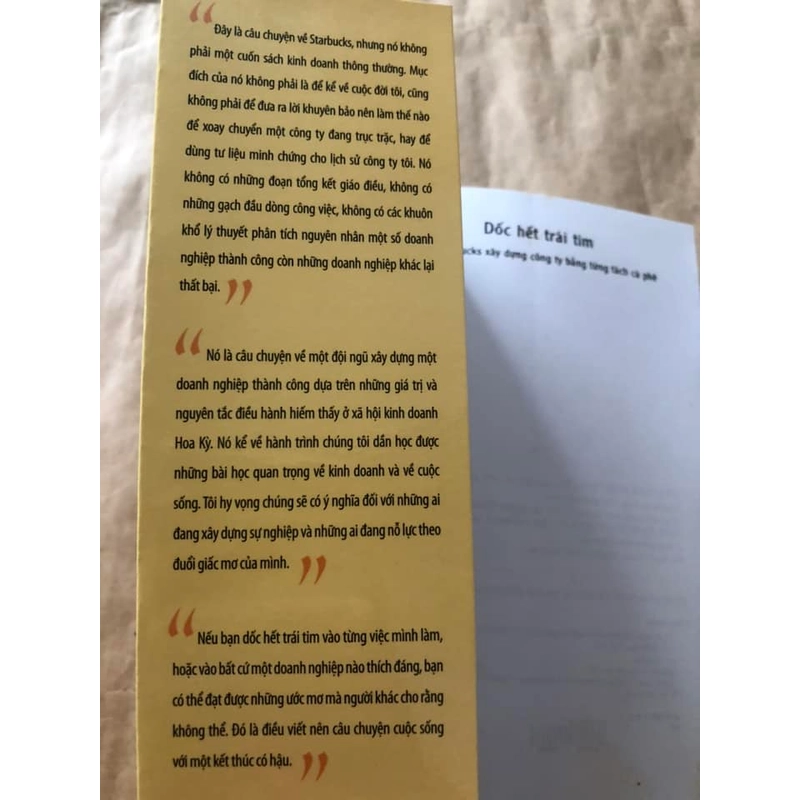 “
Đây là câu chuyện về Starbucks, nhưng nó không
phải một cuốn sách kinh doanh thông thường. Mục
đích của nó không phải là để kể về cuộc đời tôi, cũng
không phải để đưa ra lời khuyên bảo nên làm thế nào
để xoay chuyển một công ty đang trục trặc, hay để
dùng tư liệu minh chứng cho lịch sử công ty tôi. Nó
không có những đoạn tổng kết giáo điều, không có
những gạch đầu dòng công việc, không có các khuôn
khổ lý thuyết phân tích nguyên nhân một số doanh
nghiệp thành công còn những doanh nghiệp khác lại
thất bại. ”
“ Nó là câu chuyện về một đội ngũ xây dựng một
doanh nghiệp thành công dựa trên những giá trị và
nguyên tắc điều hành hiếm thấy ở xã hội kinh doanh
Hoa Kỳ. Nó kể về hành trình chúng tôi dần học được
những bài học quan trọng về kinh doanh và về cuộc
sống. Tôi hy vọng chúng sẽ có ý nghĩa đối với những ai
đang xây dựng sự nghiệp và những ai đang nỗ lực theo
đuổi giấc mơ của mình. ”
“ Nếu bạn dốc hết trái tim vào từng việc mình làm,
hoặc vào bất cứ một doanh nghiệp nào thích đáng, bạn
có thể đạt được những ước mơ mà người khác cho rằng
không thể. Đó là điều viết nên câu chuyện cuộc sống
với một kết thúc có hậu. ”
Dốc hết trái tim
ucks xây dựng công ty bằng từng tách cà phê